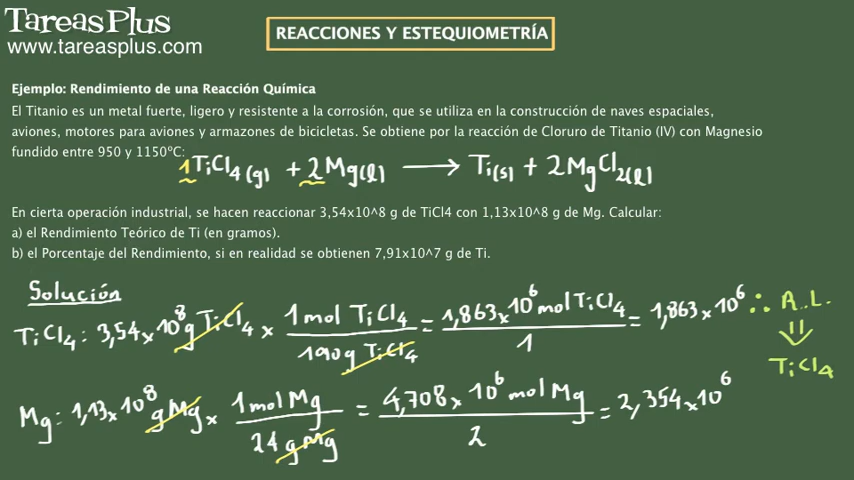 TareasPlus
www.tareasplus.com
REACCIONES Y ESTEQUIOMETRÍA
Ejemplo: Rendimiento de una Reacción Química
El Titanio es un metal fuerte, ligero y resistente a la corrosión, que se utiliza en la construcción de naves espaciales,
aviones, motores para aviones y armazones de bicicletas. Se obtiene por la reacción de Cloruro de Titanio (IV) con Magnesio
fundido entre 950 y 1150ºC:
1TiCl4(g) + 2Mg(l) → Ti(s) + 2MgCl2(l)
En cierta operación industrial, se hacen reaccionar 3,54x10^8 g de TiCl4 con 1,13x10^8 g de Mg. Calcular:
a) el Rendimiento Teórico de Ti (en gramos).
b) el Porcentaje del Rendimiento, si en realidad se obtienen 7,91x10^7 g de Ti.
Solución
TiCl4: 3,54x10^8 g TiCl4 x 1 mol TiCl4 / 190g TiCl4 = 1,863x10^6 mol TiCl4 / 1 = 1,863x10^6 ∴ R.L.
⇓
TiCl4
Mg: 1,13x10^8 g Mg x 1 mol Mg / 24 g Mg = 4,708x10^6 mol Mg / 2 = 2,354x10^6